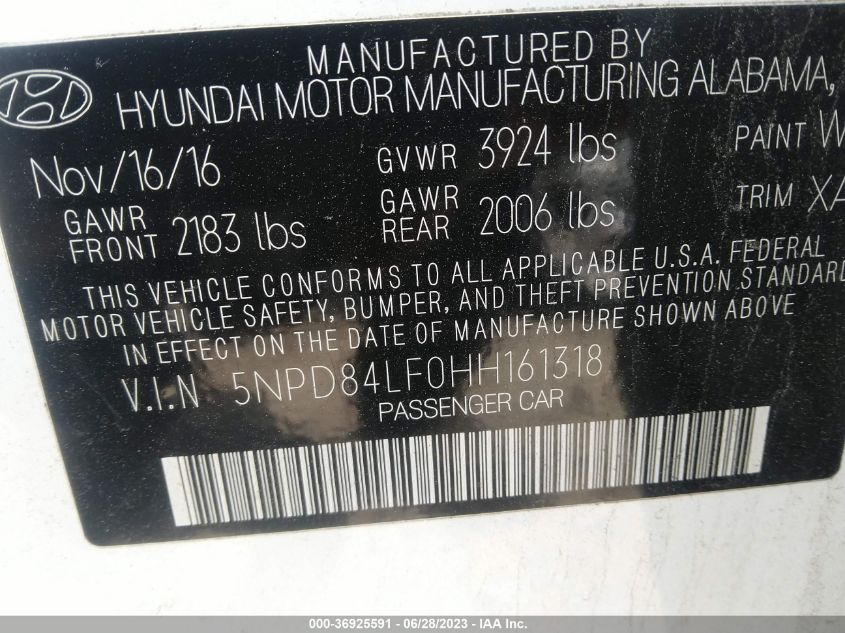 MANUFACTURED BY
HYUNDAI MOTOR MANUFACTURING ALABAMA,
Nov/16/16 GVWR 3924 lbs PAINT W
GAWR FRONT 2183 lbs GAWR REAR 2006 lbs TRIM XA
THIS VEHICLE CONFORMS TO ALL APPLICABLE U.S.A. FEDERAL
MOTOR VEHICLE SAFETY, BUMPER, AND THEFT PREVENTION STANDARD
IN EFFECT ON THE DATE OF MANUFACTURE SHOWN ABOVE
V.I.N 5NPD84LF0HH161318
PASSENGER CAR
000-36925591 - 06/28/2023 - IAA Inc.